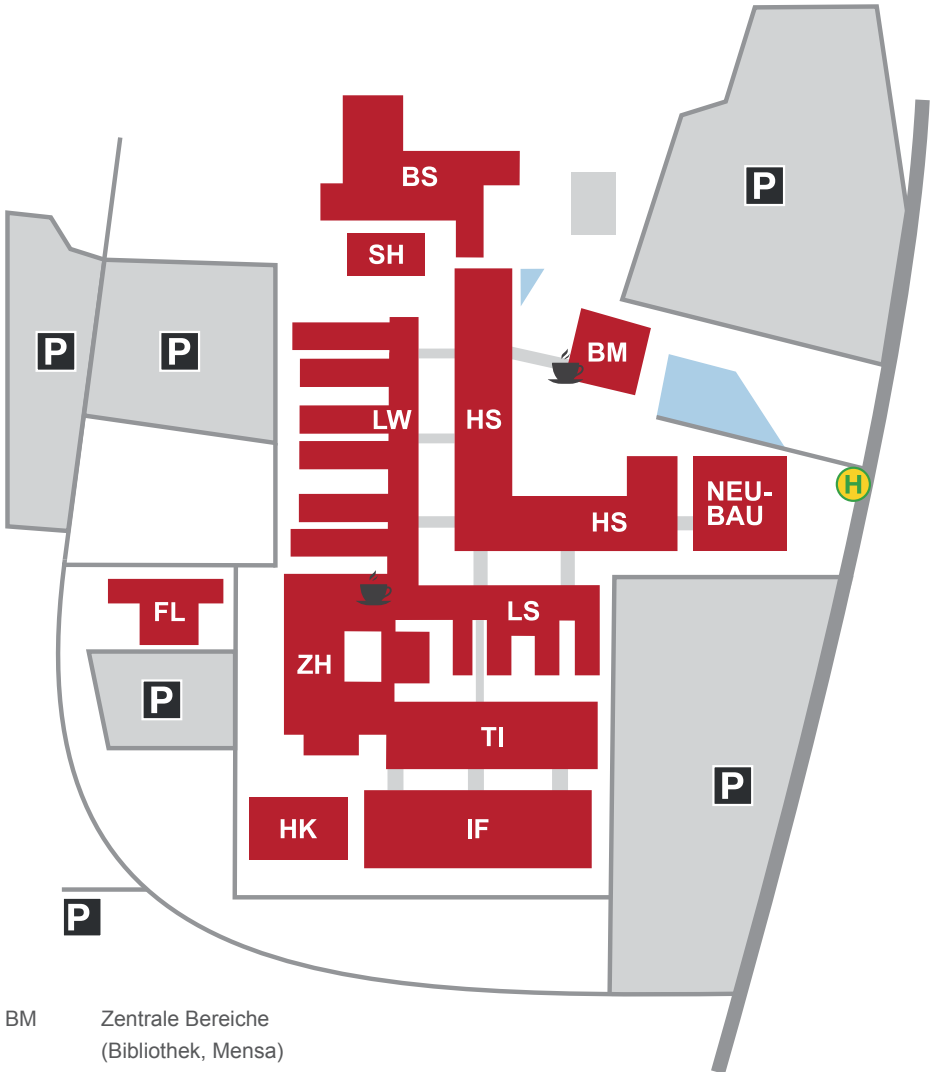 P
BS
SH
P
P
BM
LW
HS
NEU-
BAU
H
HS
FL
LS
ZH
P
TI
P
HK
IF
P
BM Zentrale Bereiche
(Bibliothek, Mensa)